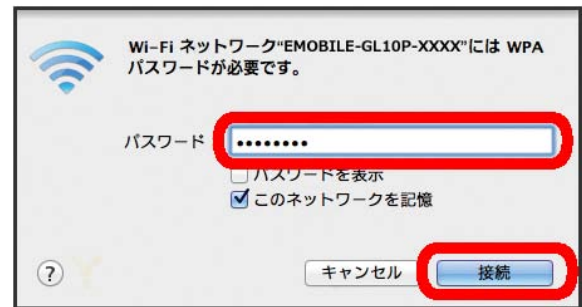 Wi-Fi ネットワーク“EMOBILE-GL10P-XXXX”には WPA
パスワードが必要です。
パスワード ••••••••
パスワードを表示
このネットワークを記憶
?
キャンセル 接続